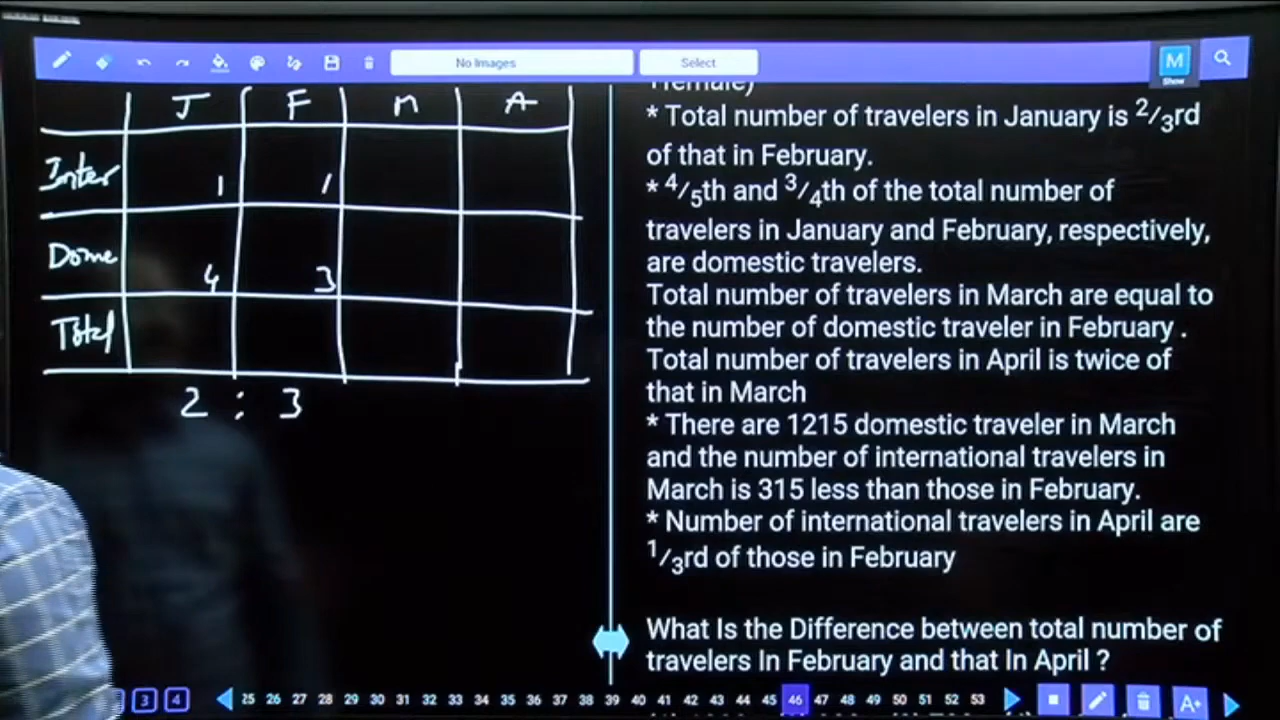 No Images
Select
M
Show
J F M A
Inter 1 1
Dome 4 3
Total
2 : 3
female)
* Total number of travelers in January is 2/3rd
of that in February.
* 4/5th and 3/4th of the total number of
travelers in January and February, respectively,
are domestic travelers.
Total number of travelers in March are equal to
the number of domestic traveler in February .
Total number of travelers in April is twice of
that in March
* There are 1215 domestic traveler in March
and the number of international travelers in
March is 315 less than those in February.
* Number of international travelers in April are
1/3rd of those in February
What Is the Difference between total number of
travelers In February and that In April ?
3 4 25 26 27 28 29 30 31 32 33 34 35 36 37 38 39 40 41 42 43 44 45 46 47 48 49 50 51 52 53 A+